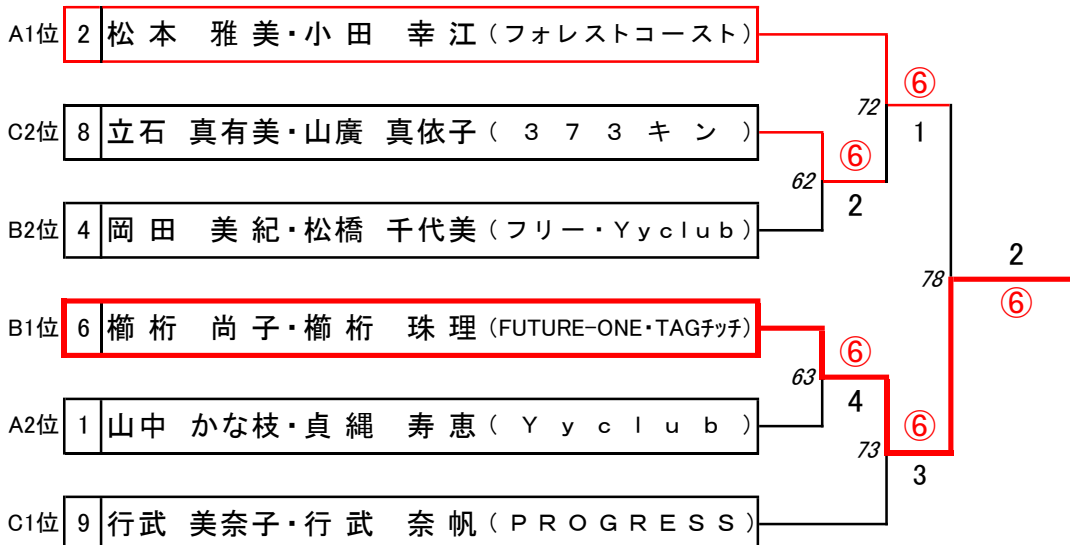 A1位 2 松本 雅美・小田 幸江（フォレストコースト）
72 ⑥ 1
C2位 8 立石 真有美・山廣 真依子（３７３キン）
62 ⑥ 2
B2位 4 岡田 美紀・松橋 千代美（フリー・Ｙｙｃｌｕｂ）
78 2 ⑥
B1位 6 櫛桁 尚子・櫛桁 珠理（FUTURE-ONE・TAGﾁｯﾁ）
63 ⑥ 4
A2位 1 山中 かな枝・貞縄 寿恵（Ｙｙｃｌｕｂ）
73 ⑥ 3
C1位 9 行武 美奈子・行武 奈帆（ＰＲＯＧＲＥＳＳ）